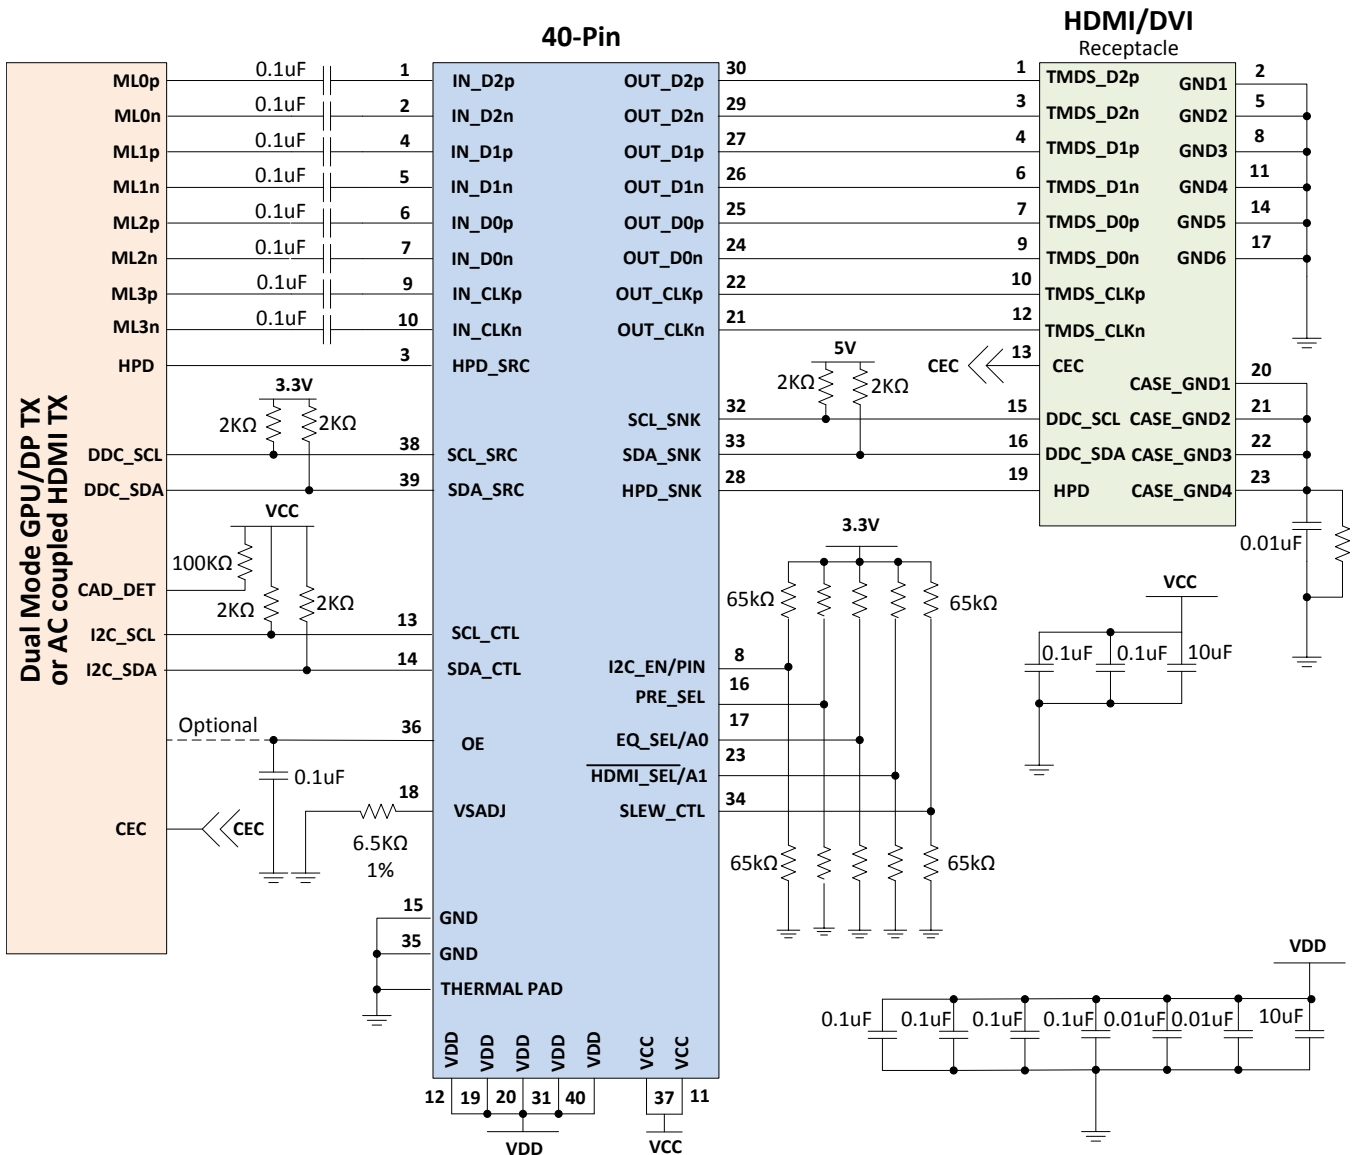 40-Pin
HDMI/DVI
Receptacle
Dual Mode GPU/DP TX
or AC coupled HDMI TX
ML0p 0.1uF 1 IN_D2p OUT_D2p 30 1 TMDS_D2p GND1 2
ML0n 0.1uF 2 IN_D2n OUT_D2n 29 3 TMDS_D2n GND2 5
ML1p 0.1uF 4 IN_D1p OUT_D1p 27 4 TMDS_D1p GND3 8
ML1n 0.1uF 5 IN_D1n OUT_D1n 26 6 TMDS_D1n GND4 11
ML2p 0.1uF 6 IN_D0p OUT_D0p 25 7 TMDS_D0p GND5 14
ML2n 0.1uF 7 IN_D0n OUT_D0n 24 9 TMDS_D0n GND6 17
ML3p 0.1uF 9 IN_CLKp OUT_CLKp 22 10 TMDS_CLKp
ML3n 0.1uF 10 IN_CLKn OUT_CLKn 21 12 TMDS_CLKn
HPD 3 HPD_SRC 5V CEC 13 CEC
3.3V 2KΩ 2KΩ CASE_GND1 20
2KΩ 2KΩ SCL_SNK 32 15 DDC_SCL CASE_GND2 21
DDC_SCL 38 SCL_SRC SDA_SNK 33 16 DDC_SDA CASE_GND3 22
DDC_SDA 39 SDA_SRC HPD_SNK 28 19 HPD CASE_GND4 23
VCC 3.3V 0.01uF
100KΩ
CAD_DET 2KΩ 2KΩ 65kΩ 65kΩ VCC
I2C_SCL 13 SCL_CTL
I2C_SDA 14 SDA_CTL I2C_EN/PIN 8 0.1uF 0.1uF 10uF
PRE_SEL 16
Optional 36 OE EQ_SEL/A0 17
0.1uF HDMI_SEL/A1 23
18 VSADJ SLEW_CTL 34
CEC CEC 6.5KΩ
1% 65kΩ 65kΩ
15 GND
35 GND VDD
THERMAL PAD
0.1uF 0.1uF 0.1uF 0.1uF 0.01uF 0.01uF 10uF
VDD VDD VDD VDD VDD VCC VCC
12 19 20 31 40 37 11
VDD VCC